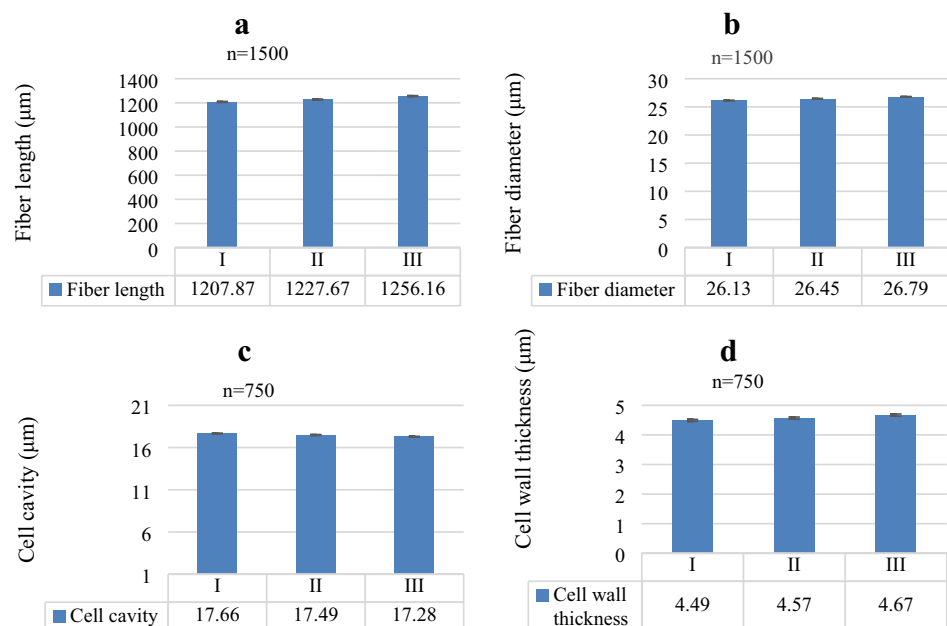 a
n=1500
Fiber length (μm)
1400
1200
1000
800
600
400
200
0
I II III
Fiber length 1207.87 1227.67 1256.16
b
n=1500
Fiber diameter (μm)
30
25
20
15
10
5
0
I II III
Fiber diameter 26.13 26.45 26.79
c
n=750
Cell cavity (μm)
21
16
11
6
1
I II III
Cell cavity 17.66 17.49 17.28
d
n=750
Cell wall thickness (μm)
5
4
3
2
1
0
I II III
Cell wall
thickness 4.49 4.57 4.67